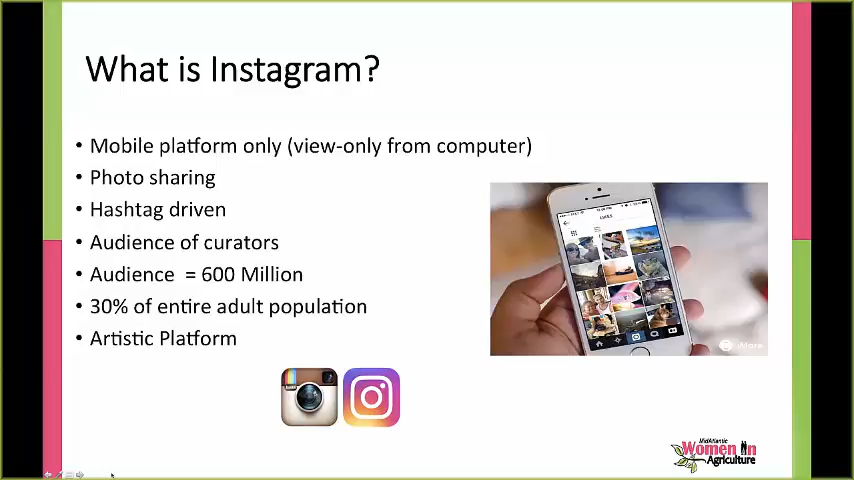 What is Instagram?
• Mobile platform only (view-only from computer)
• Photo sharing
• Hashtag driven
• Audience of curators
• Audience  = 600 Million
• 30% of entire adult population
• Artistic Platform
iMore
MidAtlantic
Women In
Agriculture